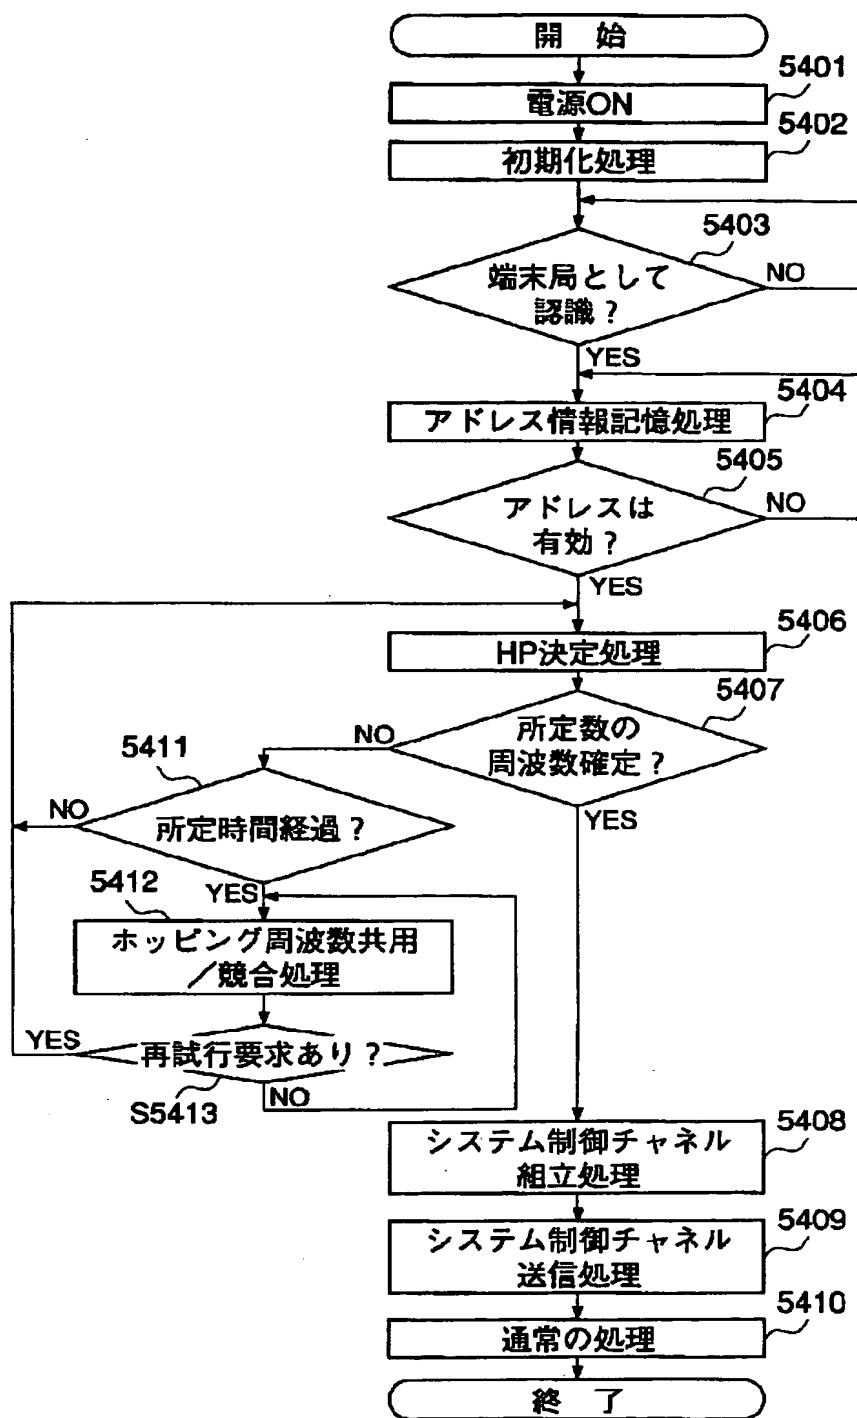 開 始
5401
電源ON
5402
初期化処理
5403
端末局として
認識?
NO
YES
5404
アドレス情報記憶処理
5405
アドレスは
有効?
NO
YES
5406
HP決定処理
5407
所定数の
周波数確定?
NO
YES
5411
所定時間経過?
NO
YES
5412
ホッピング周波数共用
/競合処理
再試行要求あり?
YES
NO
S5413
5408
システム制御チャネル
組立処理
5409
システム制御チャネル
送信処理
5410
通常の処理
終 了